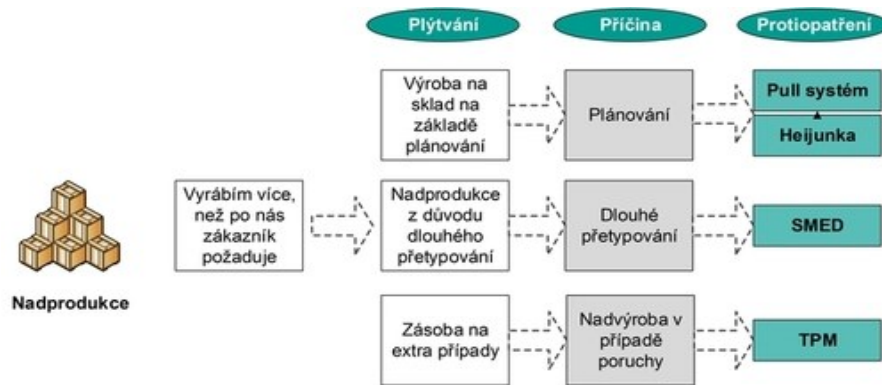 Plýtvání
Příčina
Protiopatření
Výroba na
sklad na
základě
plánování
Plánování
Pull systém
Heijunka
Nadprodukce
Vyrábím více,
než po nás
zákazník
požaduje
Nadprodukce
z důvodu
dlouhého
přetypování
Dlouhé
přetypování
SMED
Zásoba na
extra případy
Nadvýroba v
případě
poruchy
TPM